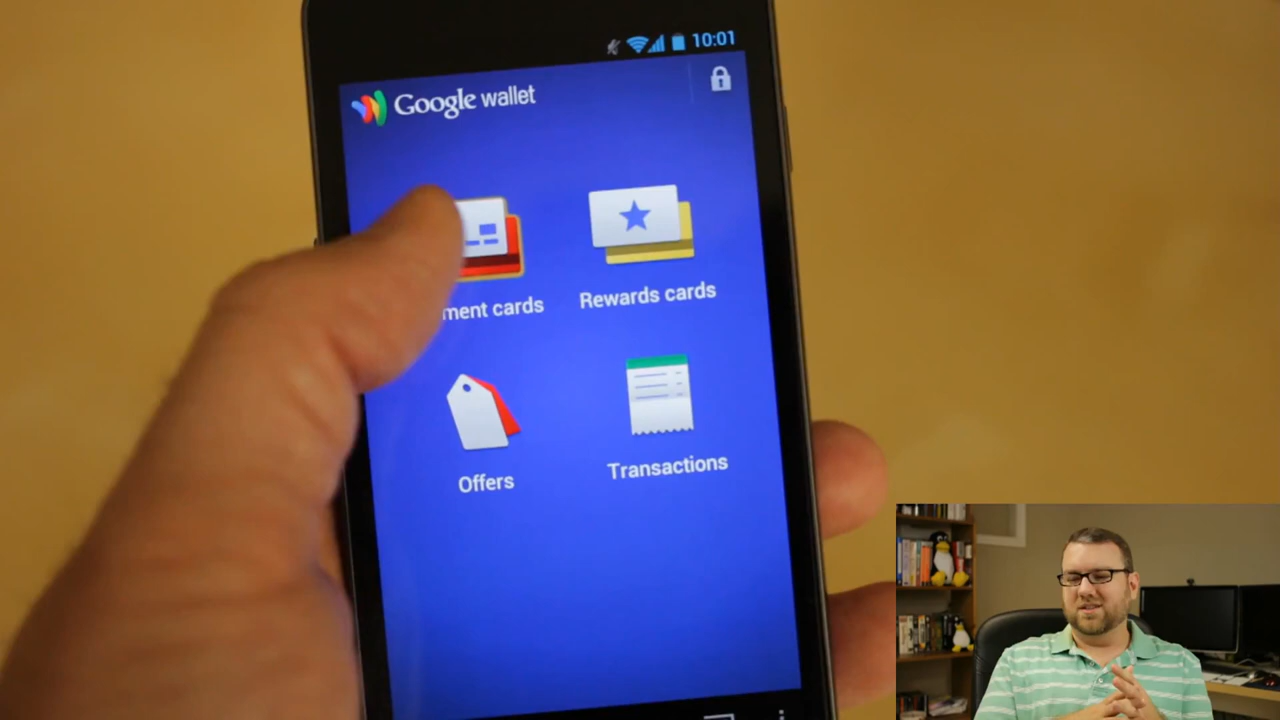 10:01
Google wallet
ment cards
Rewards cards
Offers
Transactions